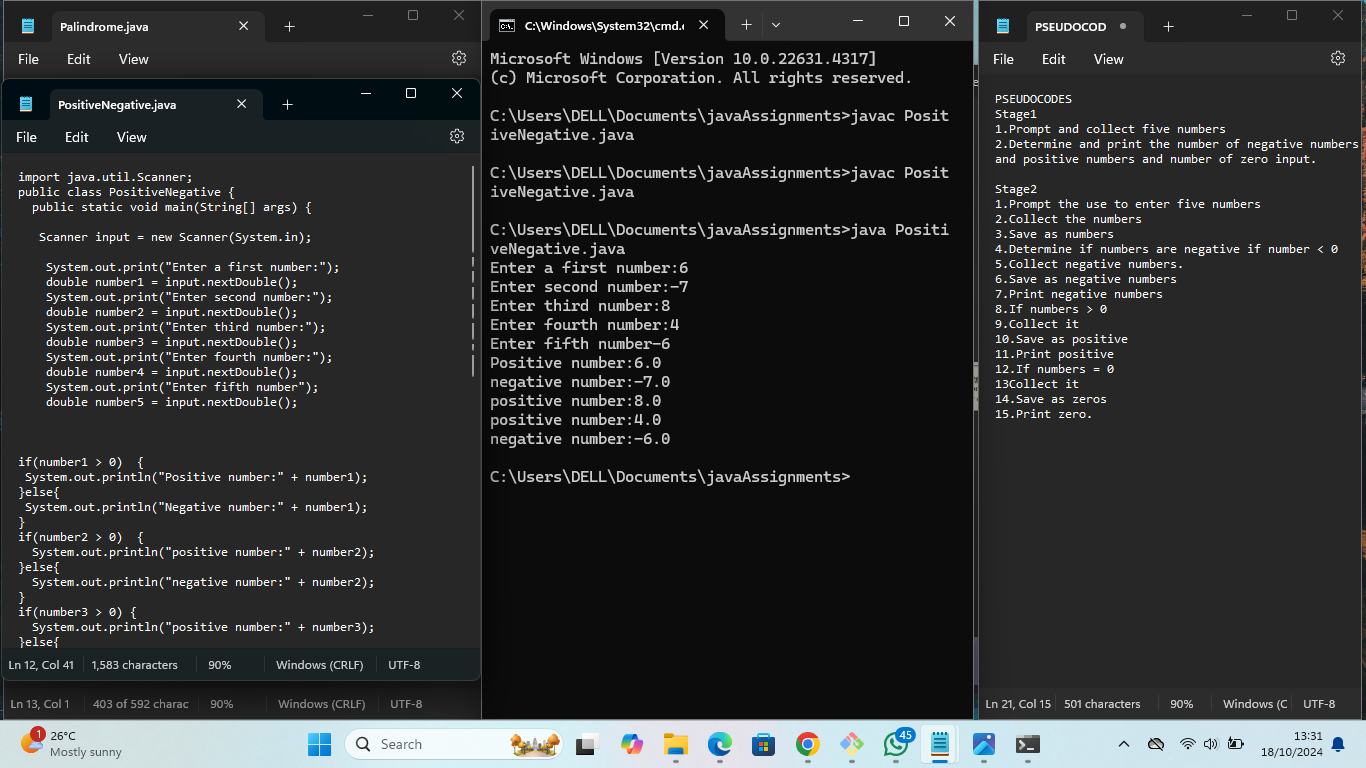 Palindrome.java
File Edit View
PositiveNegative.java
File Edit View
import java.util.Scanner;
public class PositiveNegative {
public static void main(String[] args) {
Scanner input = new Scanner(System.in);
System.out.print("Enter a first number:");
double number1 = input.nextDouble();
System.out.print("Enter second number:");
double number2 = input.nextDouble();
System.out.print("Enter third number:");
double number3 = input.nextDouble();
System.out.print("Enter fourth number:");
double number4 = input.nextDouble();
System.out.print("Enter fifth number");
double number5 = input.nextDouble();
if(number1 > 0)  {
System.out.println("Positive number:" + number1);
}else{
System.out.println("Negative number:" + number1);
}
if(number2 > 0)  {
System.out.println("positive number:" + number2);
}else{
System.out.println("negative number:" + number2);
}
if(number3 > 0) {
System.out.println("positive number:" + number3);
}else{
Ln 12, Col 41 1,583 characters 90% Windows (CRLF) UTF-8
Ln 13, Col 1 403 of 592 charac 90% Windows (CRLF) UTF-8
C:\Windows\System32\cmd.e
Microsoft Windows [Version 10.0.22631.4317]
(c) Microsoft Corporation. All rights reserved.
C:\Users\DELL\Documents\javaAssignments>javac Posit
iveNegative.java
C:\Users\DELL\Documents\javaAssignments>javac Posit
iveNegative.java
C:\Users\DELL\Documents\javaAssignments>java Positi
veNegative.java
Enter a first number:6
Enter second number:-7
Enter third number:8
Enter fourth number:4
Enter fifth number-6
Positive number:6.0
negative number:-7.0
positive number:8.0
positive number:4.0
negative number:-6.0
C:\Users\DELL\Documents\javaAssignments>
PSEUDOCOD
File Edit View
PSEUDOCODES
Stage1
1.Prompt and collect five numbers
2.Determine and print the number of negative numbers
and positive numbers and number of zero input.
Stage2
1.Prompt the use to enter five numbers
2.Collect the numbers
3.Save as numbers
4.Determine if numbers are negative if number < 0
5.Collect negative numbers.
6.Save as negative numbers
7.Print negative numbers
8.If numbers > 0
9.Collect it
10.Save as positive
11.Print positive
12.If numbers = 0
13Collect it
14.Save as zeros
15.Print zero.
Ln 21, Col 15 501 characters 90% Windows (C UTF-8
1
26°C
Mostly sunny
Search
45
13:31
18/10/2024